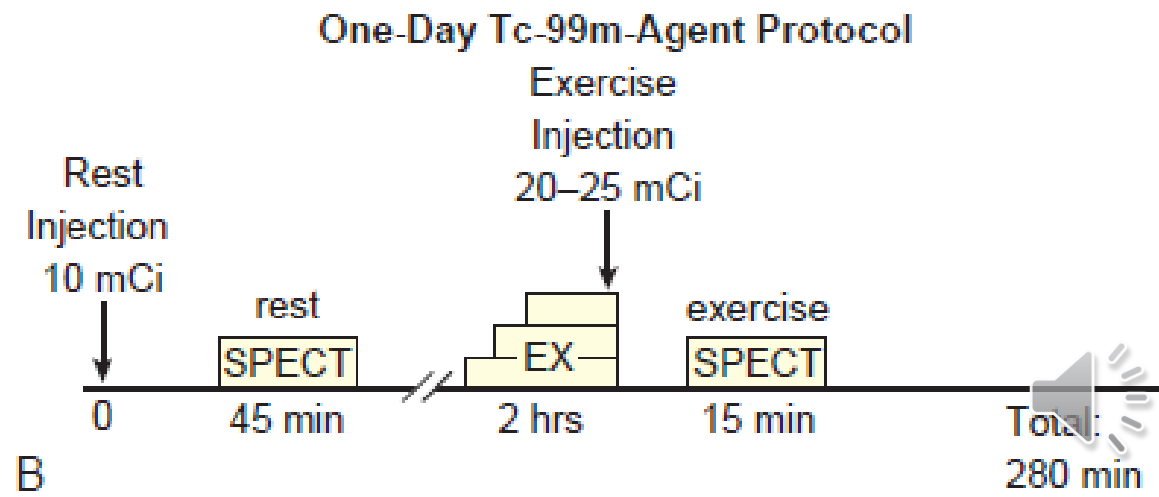 One-Day Tc-99m-Agent Protocol
Exercise
Injection
20–25 mCi
Rest
Injection
10 mCi
rest
SPECT
EX
exercise
SPECT
0
45 min
2 hrs
15 min
Total:
280 min
B